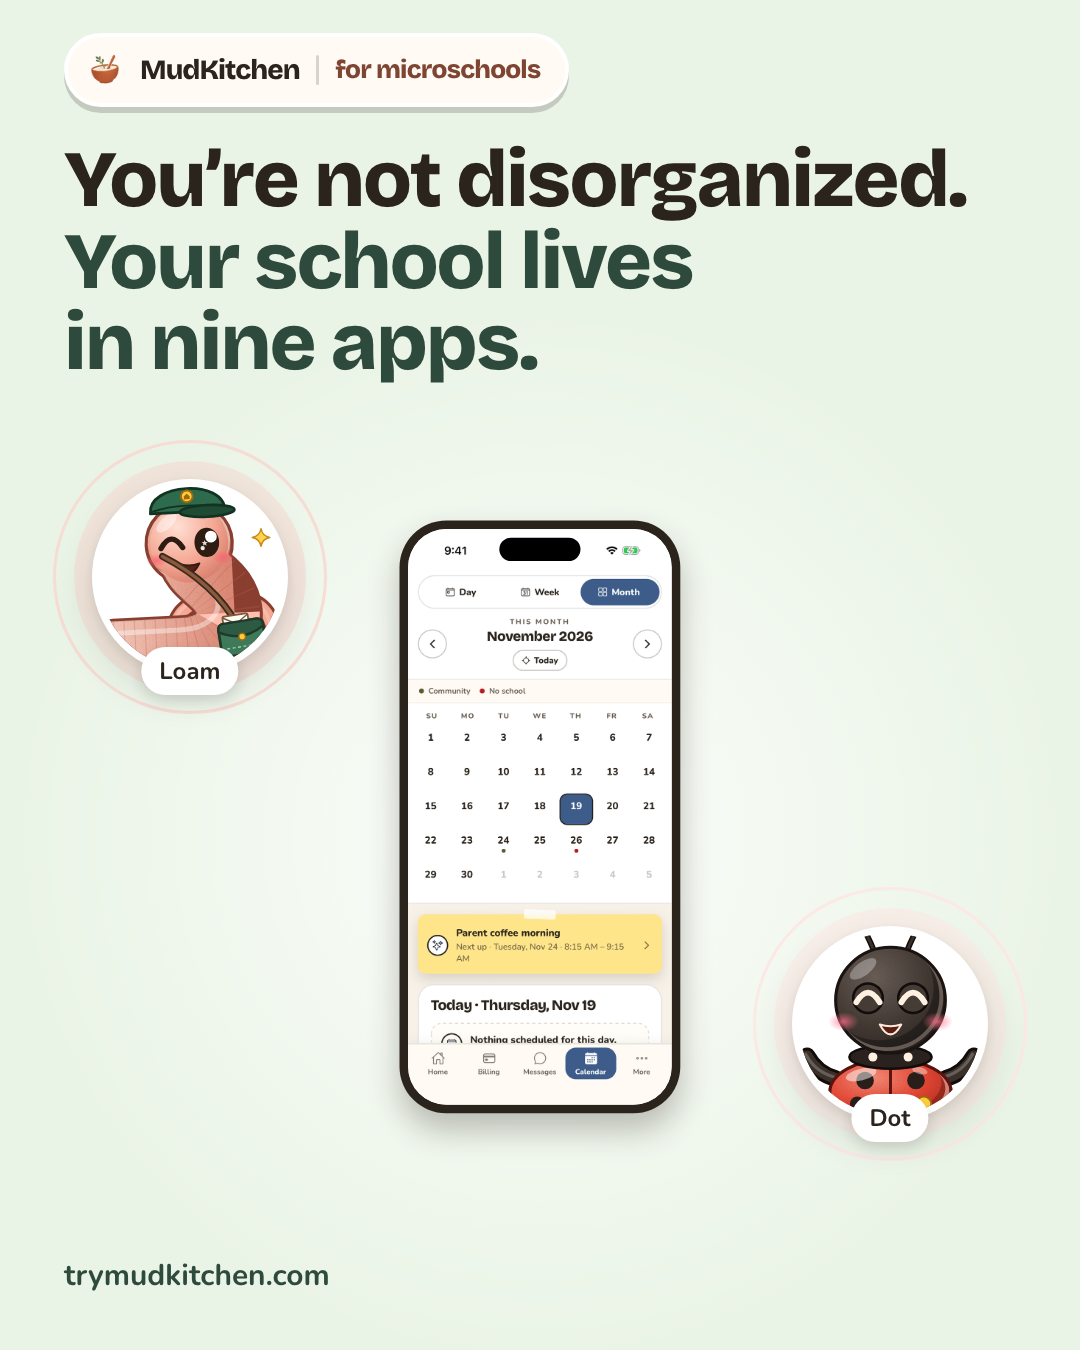 MudKitchen | for microschools
You're not disorganized.
Your school lives
in nine apps.
Loam
9:41
Day Week Month
THIS MONTH
November 2026
Today
Community No school
SU MO TU WE TH FR SA
1 2 3 4 5 6 7
8 9 10 11 12 13 14
15 16 17 18 19 20 21
22 23 24 25 26 27 28
29 30 1 2 3 4 5
Parent coffee morning
Next up · Tuesday, Nov 24 · 8:15 AM – 9:15
AM
Today · Thursday, Nov 19
Nothing scheduled for this day.
Home Billing Messages Calendar More
Dot
trymudkitchen.com